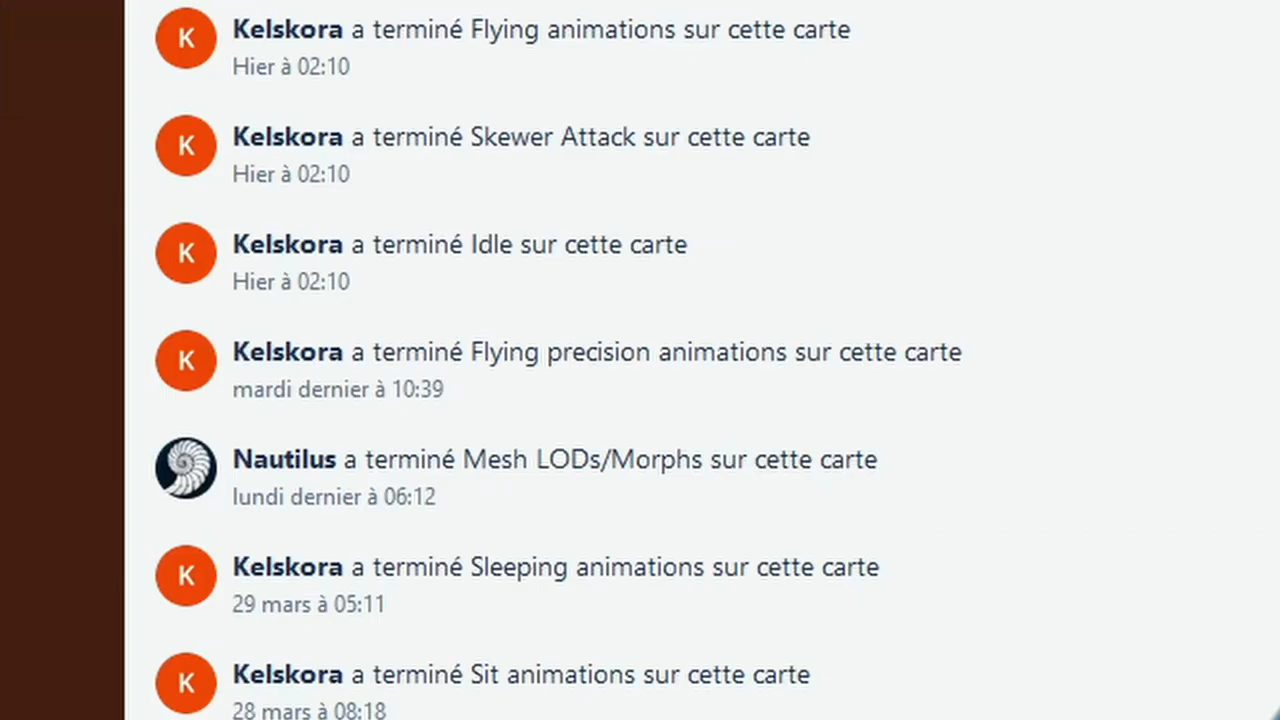 K
Kelskora a terminé Flying animations sur cette carte
Hier à 02:10
K
Kelskora a terminé Skewer Attack sur cette carte
Hier à 02:10
K
Kelskora a terminé Idle sur cette carte
Hier à 02:10
K
Kelskora a terminé Flying precision animations sur cette carte
mardi dernier à 10:39
Nautilus a terminé Mesh LODs/Morphs sur cette carte
lundi dernier à 06:12
K
Kelskora a terminé Sleeping animations sur cette carte
29 mars à 05:11
K
Kelskora a terminé Sit animations sur cette carte
28 mars à 08:18